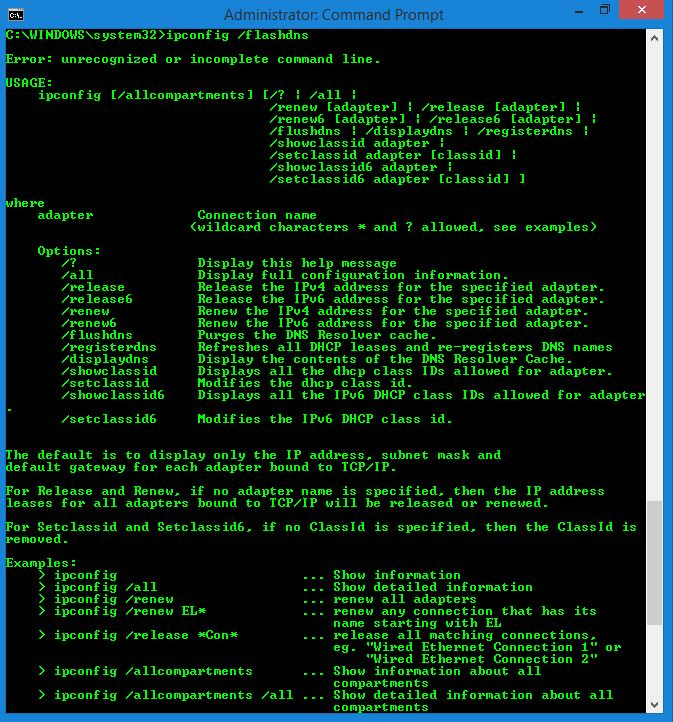 Administrator: Command Prompt
C:\WINDOWS\system32>ipconfig /flashdns
Error: unrecognized or incomplete command line.
USAGE:
ipconfig [/allcompartments] [/? | /all |
/renew [adapter] | /release [adapter] |
/renew6 [adapter] | /release6 [adapter] |
/flushdns | /displaydns | /registerdns |
/showclassid adapter |
/setclassid adapter [classid] |
/showclassid6 adapter |
/setclassid6 adapter [classid] ]
where
adapter Connection name
(wildcard characters * and ? allowed, see examples)
Options:
/? Display this help message
/all Display full configuration information.
/release Release the IPv4 address for the specified adapter.
/release6 Release the IPv6 address for the specified adapter.
/renew Renew the IPv4 address for the specified adapter.
/renew6 Renew the IPv6 address for the specified adapter.
/flushdns Purges the DNS Resolver cache.
/registerdns Refreshes all DHCP leases and re-registers DNS names
/displaydns Display the contents of the DNS Resolver Cache.
/showclassid Displays all the dhcp class IDs allowed for adapter.
/setclassid Modifies the dhcp class id.
/showclassid6 Displays all the IPv6 DHCP class IDs allowed for adapter
.
/setclassid6 Modifies the IPv6 DHCP class id.
The default is to display only the IP address, subnet mask and
default gateway for each adapter bound to TCP/IP.
For Release and Renew, if no adapter name is specified, then the IP address
leases for all adapters bound to TCP/IP will be released or renewed.
For Setclassid and Setclassid6, if no ClassId is specified, then the ClassId is
removed.
Examples:
> ipconfig ... Show information
> ipconfig /all ... Show detailed information
> ipconfig /renew ... renew all adapters
> ipconfig /renew EL* ... renew any connection that has its
name starting with EL
> ipconfig /release *Con* ... release all matching connections,
eg. "Wired Ethernet Connection 1" or
"Wired Ethernet Connection 2"
> ipconfig /allcompartments ... Show information about all
compartments
> ipconfig /allcompartments /all ... Show detailed information about all
compartments